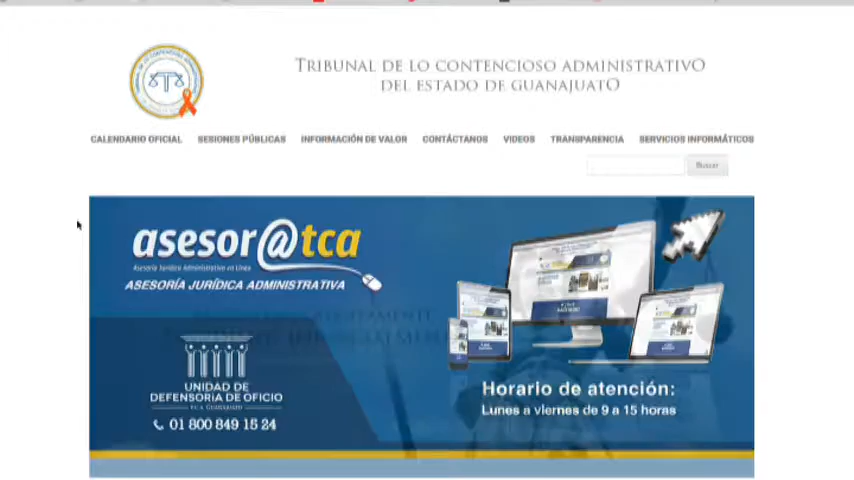 TRIBUNAL DE LO CONTENCIOSO ADMINISTRATIVO
DEL ESTADO DE GUANAJUATO
CALENDARIO OFICIAL SESIONES PÚBLICAS INFORMACIÓN DE VALOR CONTÁCTANOS VIDEOS TRANSPARENCIA SERVICIOS INFORMÁTICOS
Buscar
asesor@tca
Asesoría Jurídica Administrativa en Línea
ASESORÍA JURÍDICA ADMINISTRATIVA
UNIDAD DE
DEFENSORÍA DE OFICIO
T.C.A. GUANAJUATO
01 800 849 15 24
Horario de atención:
Lunes a viernes de 9 a 15 horas